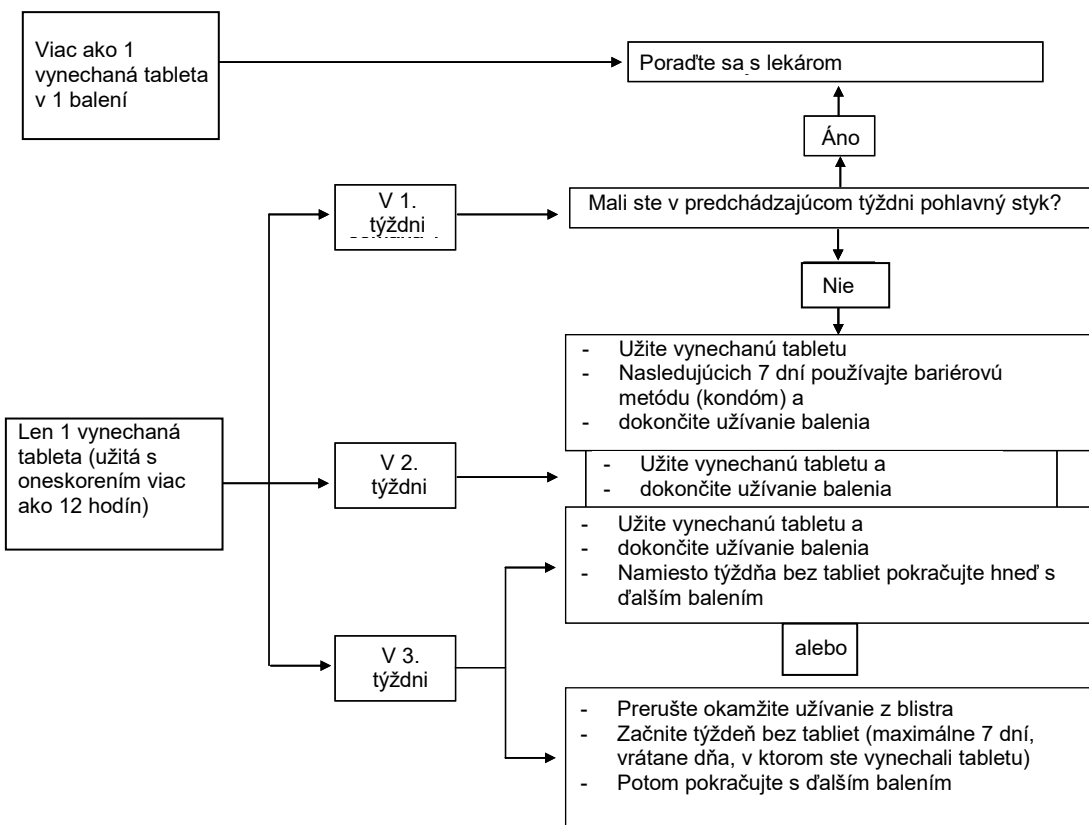 Viac ako 1
vynechaná tableta
v 1 balení
Poraďte sa s lekárom
Áno
V 1.
týždni
Mali ste v predchádzajúcom týždni pohlavný styk?
Nie
- Užite vynechanú tabletu
- Nasledujúcich 7 dní používajte bariérovú
metódu (kondóm) a
- dokončite užívanie balenia
Len 1 vynechaná
tableta (užitá s
oneskorením viac
ako 12 hodín)
V 2.
týždni
- Užite vynechanú tabletu a
- dokončite užívanie balenia
- Užite vynechanú tabletu a
- dokončite užívanie balenia
- Namiesto týždňa bez tabliet pokračujte hneď s
ďalším balením
alebo
V 3.
týždni
- Prerušte okamžite užívanie z blistra
- Začnite týždeň bez tabliet (maximálne 7 dní,
vrátane dňa, v ktorom ste vynechali tabletu)
- Potom pokračujte s ďalším balením